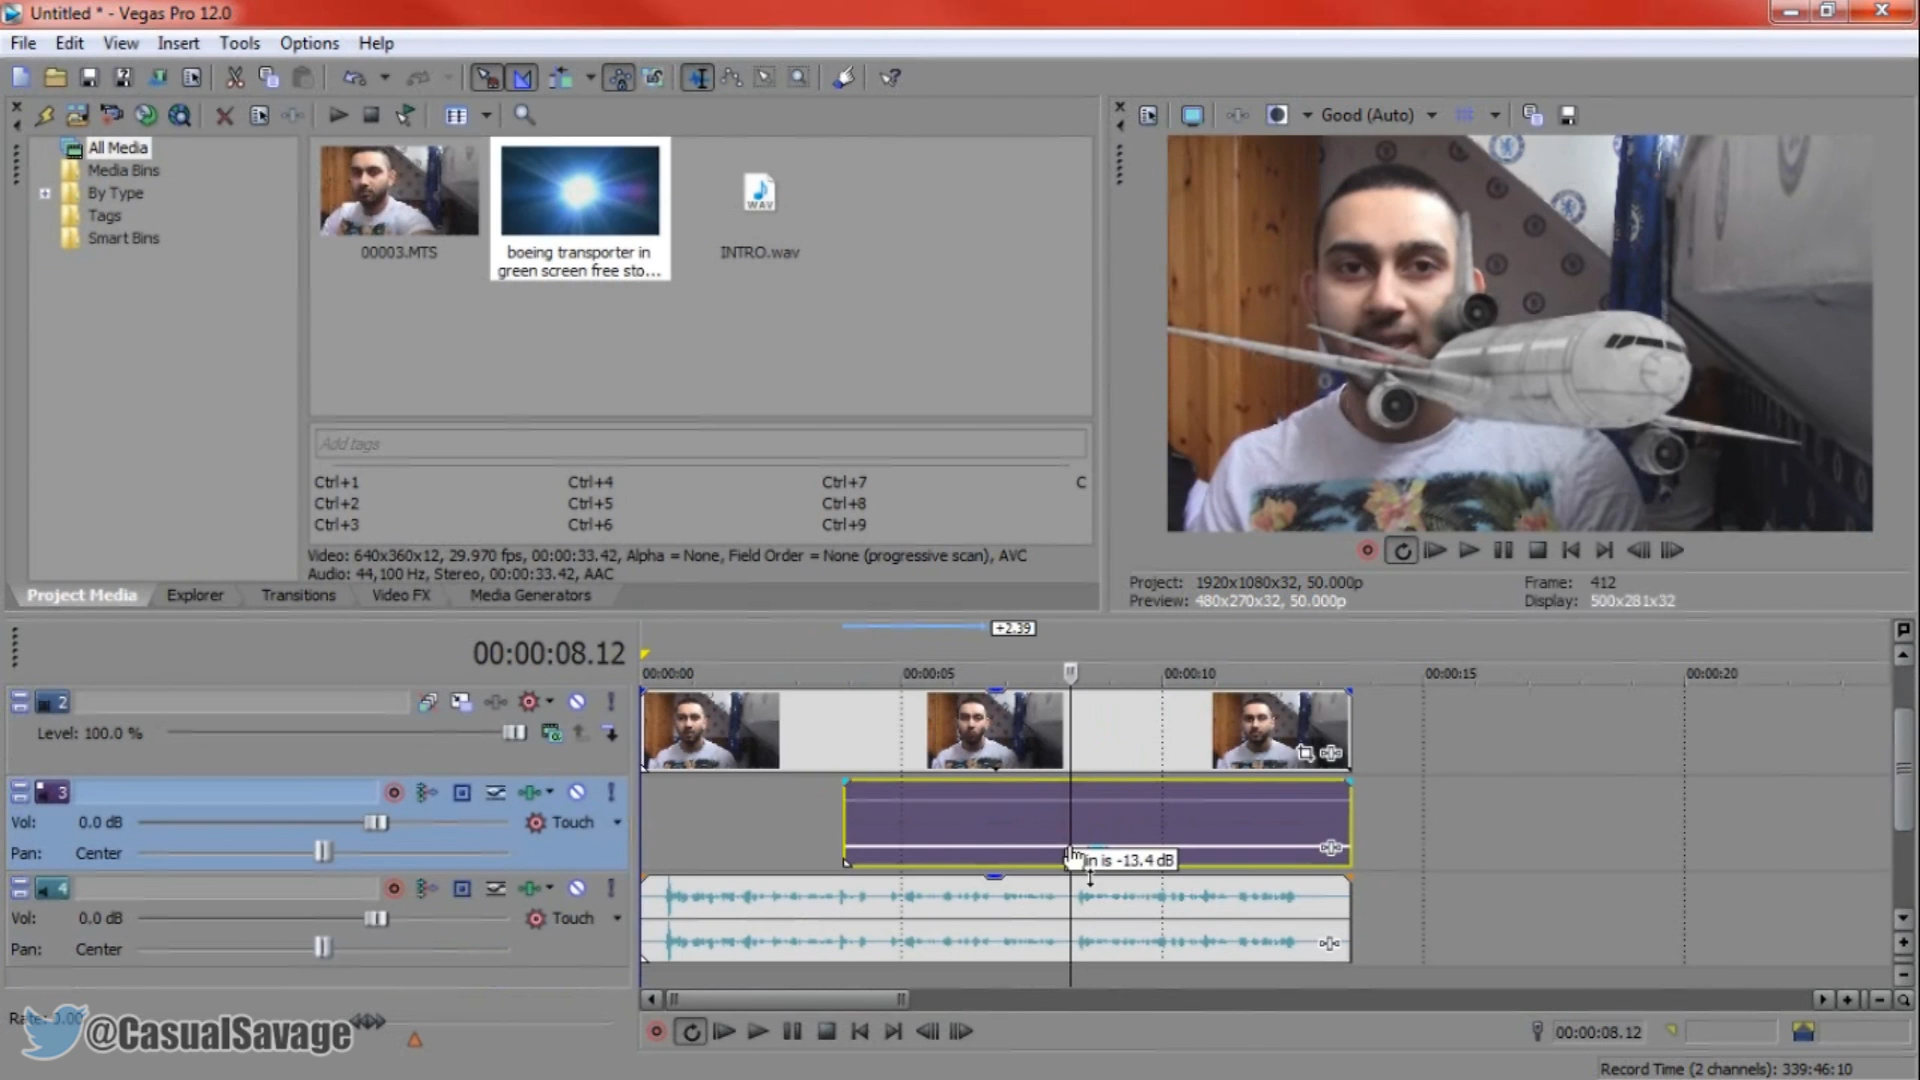 Untitled * - Vegas Pro 12.0
File Edit View Insert Tools Options Help
Good (Auto)
All Media
Media Bins
By Type
Tags
Smart Bins
00003.MTS
boeing transporter in
green screen free sto...
WAV
INTRO.wav
Add tags
Ctrl+1 Ctrl+4 Ctrl+7 C
Ctrl+2 Ctrl+5 Ctrl+8
Ctrl+3 Ctrl+6 Ctrl+9
Video: 640x360x12, 29.970 fps, 00:00:33.42, Alpha = None, Field Order = None (progressive scan), AVC
Audio: 44,100 Hz, Stereo, 00:00:33.42, AAC
Project Media Explorer Transitions Video FX Media Generators
Project: 1920x1080x32, 50.000p Frame: 412
Preview: 480x270x32, 50.000p Display: 500x281x32
+2.39
00:00:08.12
00:00:00 00:00:05 00:00:10 00:00:15 00:00:20
2
Level: 100.0 %
3
Vol: 0.0 dB Touch
Pan: Center
in is -13.4 dB
4
Vol: 0.0 dB Touch
Pan: Center
@CasualSavage
00:00:08.12
Record Time (2 channels): 339:46:10